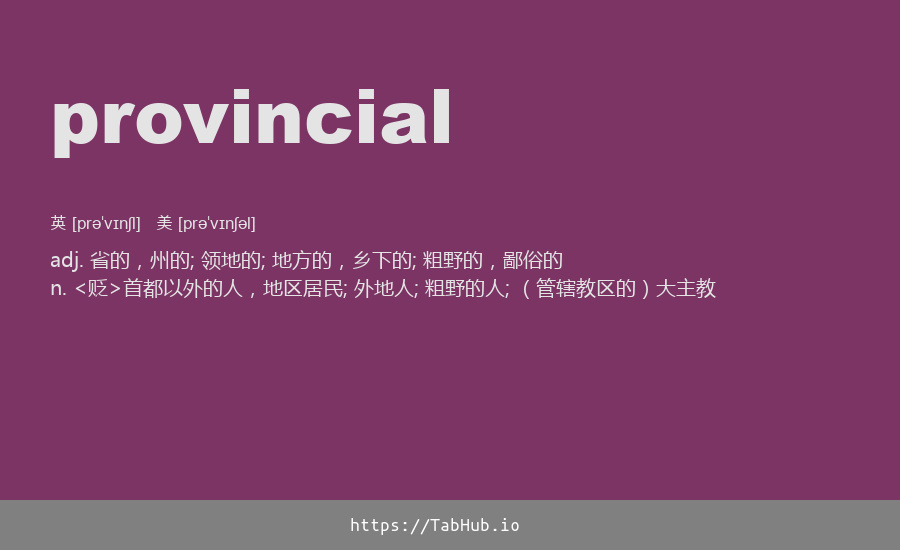 provincial
英 [prəˈvɪnʃl] 美 [prəˈvɪnʃəl]
adj. 省的，州的; 领地的; 地方的，乡下的; 粗野的，鄙俗的
n. <贬>首都以外的人，地区居民; 外地人; 粗野的人; （管辖教区的）大主教
https://TabHub.io